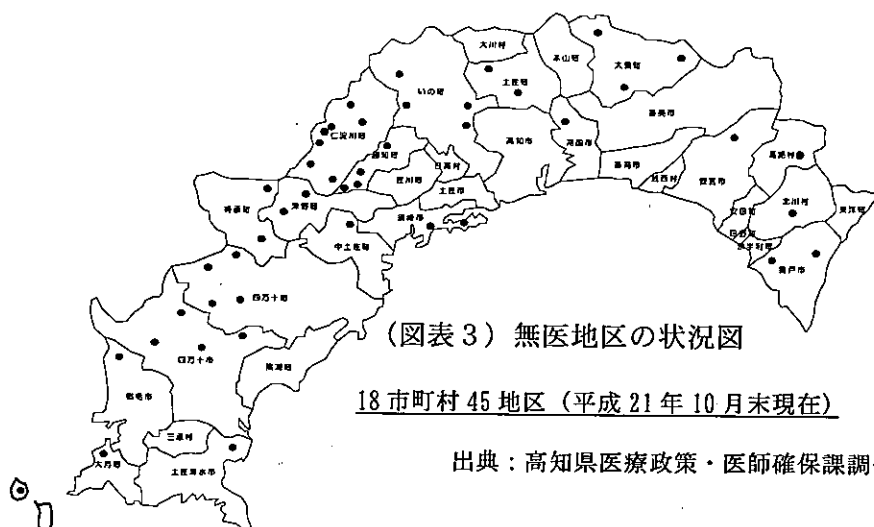 大川村
本山町
大豊町
いの町
土佐町
香美市
仁淀川町
高知市
南国市
越知町
日高村
香南市
芸西村
安芸市
馬路村
佐川町
土佐市
北川村
東洋町
梼原町
津野町
須崎市
安田町
田野町
奈半利町
中土佐町
室戸市
四万十町
(図表3) 無医地区の状況図
四万十市
黒潮町
宿毛市
18市町村45地区(平成21年10月末現在)
三原村
大月町
土佐清水市
出典:高知県医療政策・医師確保課調